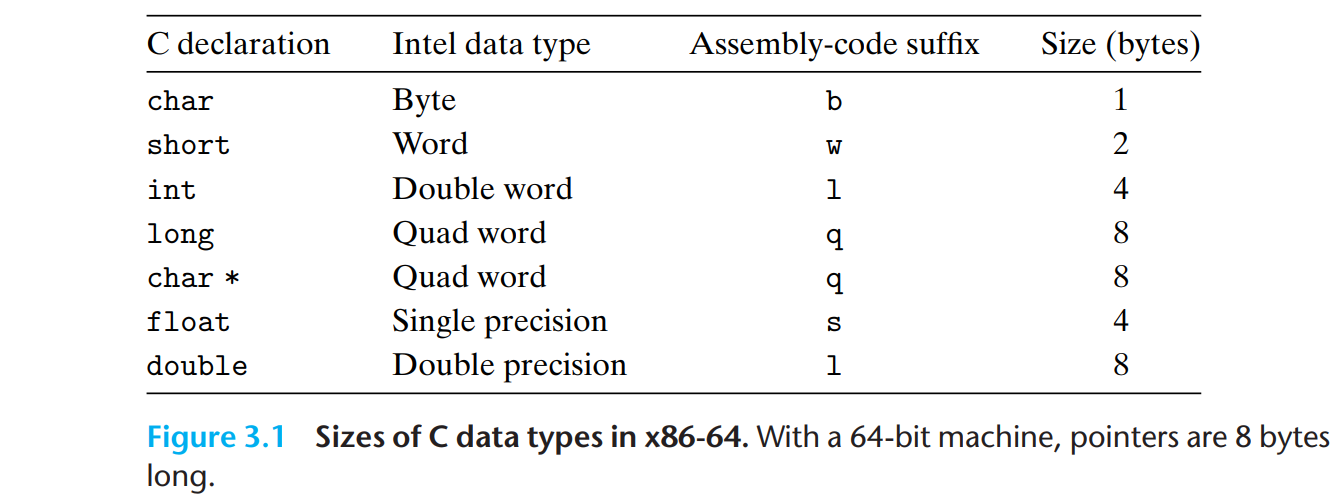 C declaration Intel data type Assembly-code suffix Size (bytes)
char Byte b 1
short Word w 2
int Double word l 4
long Quad word q 8
char * Quad word q 8
float Single precision s 4
double Double precision l 8
Figure 3.1 Sizes of C data types in x86-64. With a 64-bit machine, pointers are 8 bytes
long.